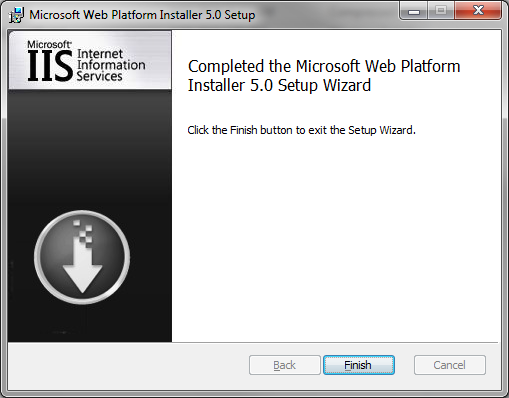 Microsoft Web Platform Installer 5.0 Setup
Microsoft®
IIS Internet
Information
Services
Completed the Microsoft Web Platform
Installer 5.0 Setup Wizard
Click the Finish button to exit the Setup Wizard.
Back
Finish
Cancel